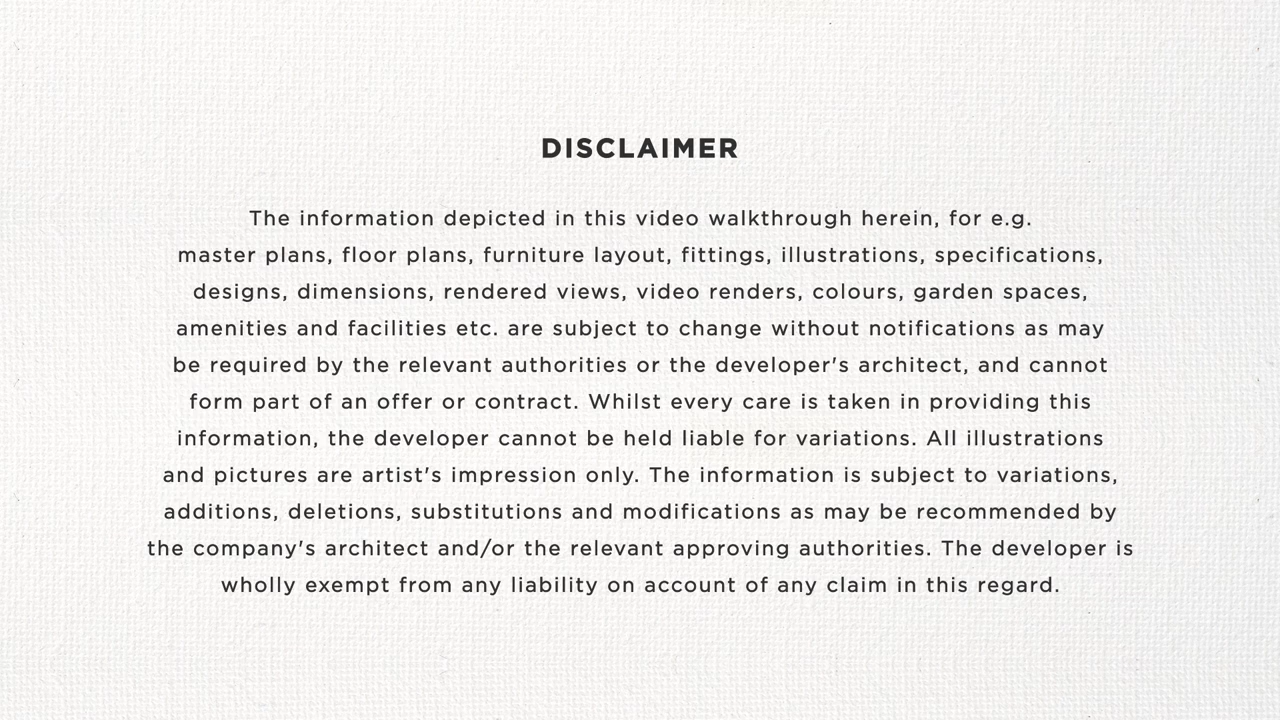 DISCLAIMER
The information depicted in this video walkthrough herein, for e.g.
master plans, floor plans, furniture layout, fittings, illustrations, specifications,
designs, dimensions, rendered views, video renders, colours, garden spaces,
amenities and facilities etc. are subject to change without notifications as may
be required by the relevant authorities or the developer's architect, and cannot
form part of an offer or contract. Whilst every care is taken in providing this
information, the developer cannot be held liable for variations. All illustrations
and pictures are artist's impression only. The information is subject to variations,
additions, deletions, substitutions and modifications as may be recommended by
the company's architect and/or the relevant approving authorities. The developer is
wholly exempt from any liability on account of any claim in this regard.